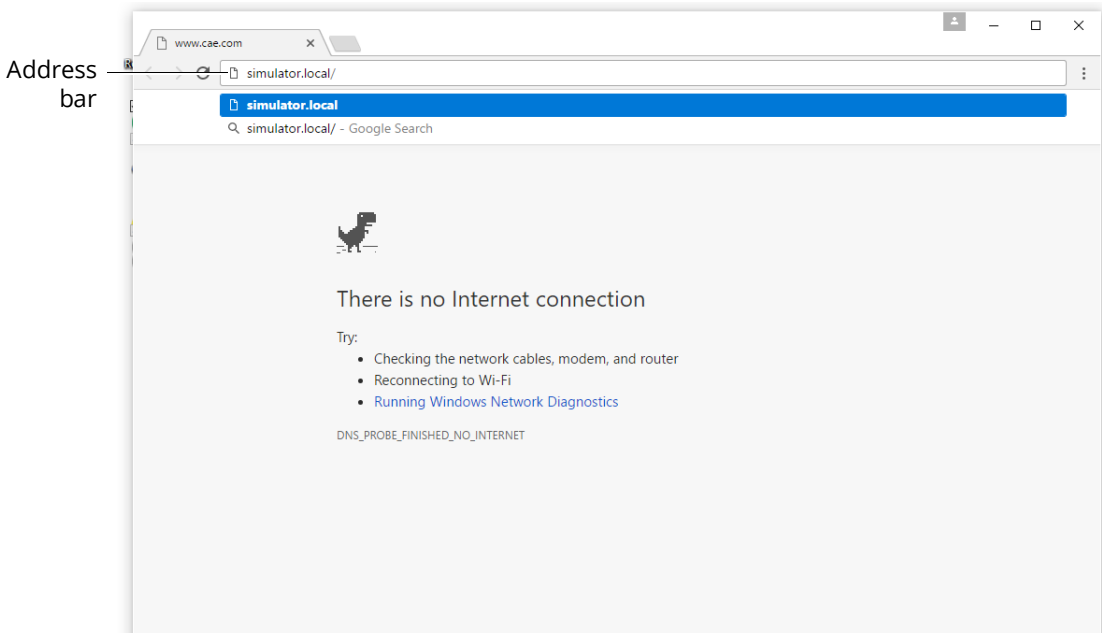 www.cae.com
Address
bar
simulator.local/
simulator.local
simulator.local/ - Google Search
There is no Internet connection
Try:
• Checking the network cables, modem, and router
• Reconnecting to Wi-Fi
• Running Windows Network Diagnostics
DNS_PROBE_FINISHED_NO_INTERNET